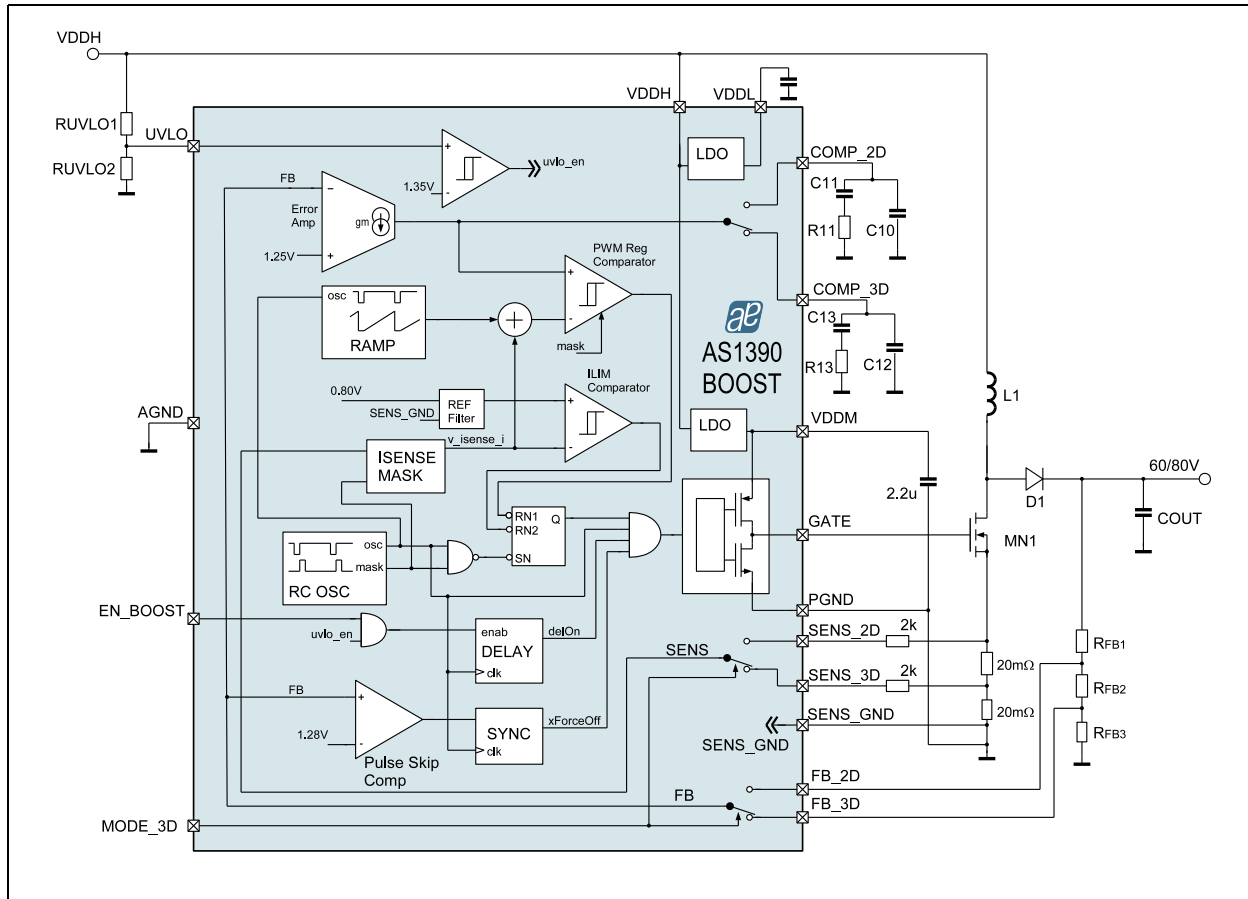 VDDH
VDDH
VDDL
RUVLO1
UVLO
RUVLO2
LDO
COMP_2D
+
-
1.35V
uvlo_en
FB
Error
Amp
−
gm
+
1.25V
C11
R11
C10
PWM Reg
Comparator
+
-
mask
COMP_3D
osc
RAMP
+
C13
R13
C12
ae
AS1390
BOOST
L1
0.80V
SENS_GND
REF
Filter
ILIM
Comparator
+
-
v_isense_i
AGND
ISENSE
MASK
LDO
VDDM
2.2u
60/80V
D1
COUT
RN1
RN2
Q
SN
GATE
MN1
osc
mask
RC OSC
EN_BOOST
uvlo_en
enab
DELAY
clk
delOn
PGND
SENS_2D
2k
SENS
20mΩ
RFB1
SENS_3D
2k
20mΩ
RFB2
FB
+
-
1.28V
Pulse Skip
Comp
SYNC
clk
xForceOff
SENS_GND
SENS_GND
RFB3
FB_2D
FB
FB_3D
MODE_3D